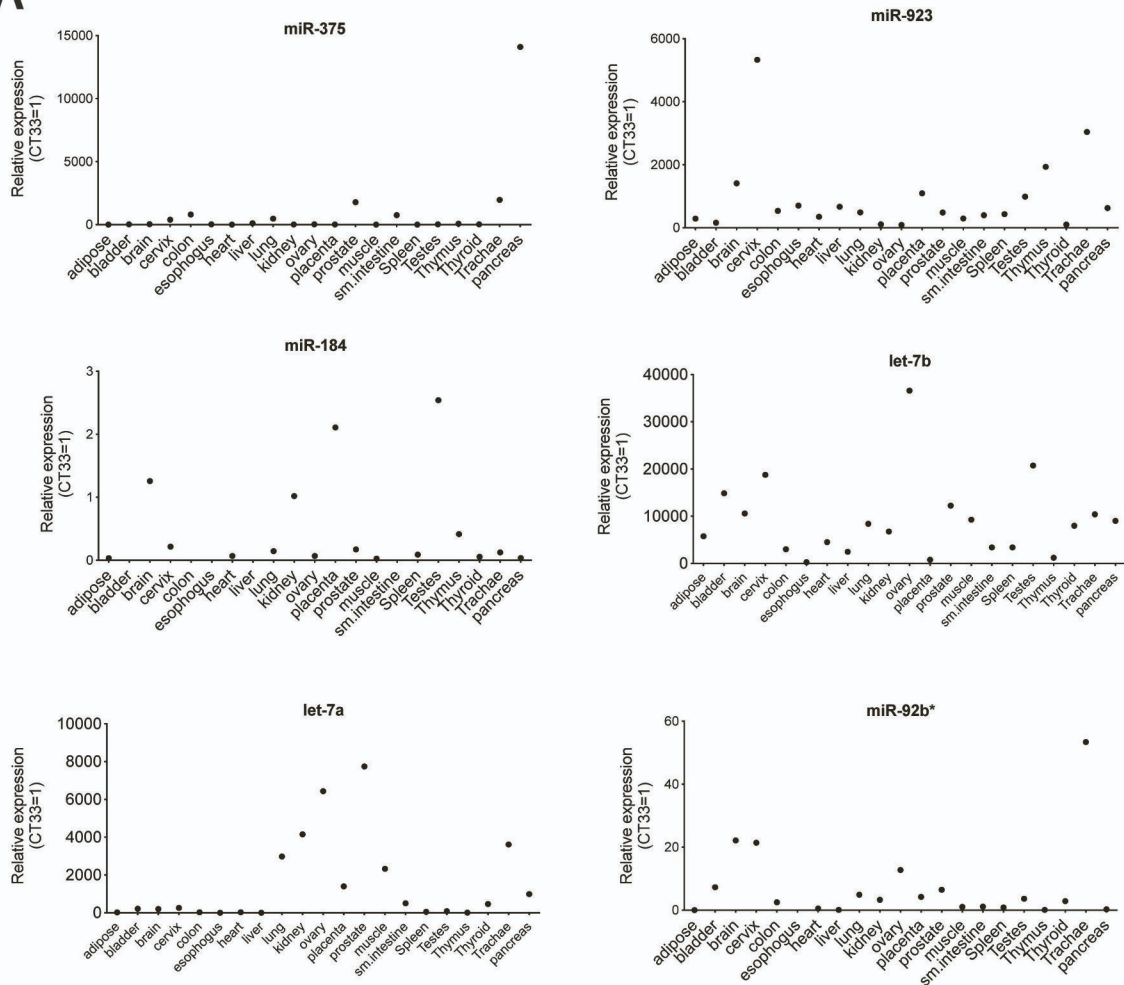 A
miR-375
15000
10000
5000
0
Relative expression
(CT33=1)
adipose
bladder
brain
cervix
colon
esophogus
heart
liver
lung
kidney
ovary
placenta
prostate
muscle
sm.intestine
Spleen
Testes
Thymus
Thyroid
Trachae
pancreas
miR-923
6000
4000
2000
0
Relative expression
(CT33=1)
adipose
bladder
brain
cervix
colon
esophogus
heart
liver
lung
kidney
ovary
placenta
prostate
muscle
sm.intestine
Spleen
Testes
Thymus
Thyroid
Trachae
pancreas
miR-184
3
2
1
0
Relative expression
(CT33=1)
adipose
bladder
brain
cervix
colon
esophogus
heart
liver
lung
kidney
ovary
placenta
prostate
muscle
sm.intestine
Spleen
Testes
Thymus
Thyroid
Trachae
pancreas
let-7b
40000
30000
20000
10000
0
Relative expression
(CT33=1)
adipose
bladder
brain
cervix
colon
esophogus
heart
liver
lung
kidney
ovary
placenta
prostate
muscle
sm.intestine
Spleen
Testes
Thymus
Thyroid
Trachae
pancreas
let-7a
10000
8000
6000
4000
2000
0
Relative expression
(CT33=1)
adipose
bladder
brain
cervix
colon
esophogus
heart
liver
lung
kidney
ovary
placenta
prostate
muscle
sm.intestine
Spleen
Testes
Thymus
Thyroid
Trachae
pancreas
miR-92b*
60
40
20
0
Relative expression
(CT33=1)
adipose
bladder
brain
cervix
colon
esophogus
heart
liver
lung
kidney
ovary
placenta
prostate
muscle
sm.intestine
Spleen
Testes
Thymus
Thyroid
Trachae
pancreas